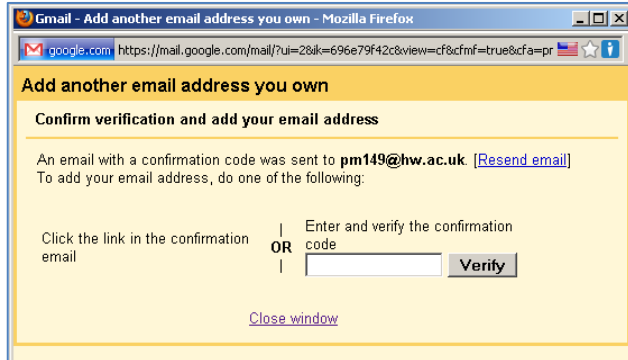 Gmail - Add another email address you own - Mozilla Firefox
google.com https://mail.google.com/mail/?ui=2&ik=696e79f42c&view=cf&cfmf=true&cfa=pr
Add another email address you own
Confirm verification and add your email address
An email with a confirmation code was sent to pm149@hw.ac.uk. [Resend email]
To add your email address, do one of the following:
Click the link in the confirmation email
| OR |
Enter and verify the confirmation
code
Verify
Close window